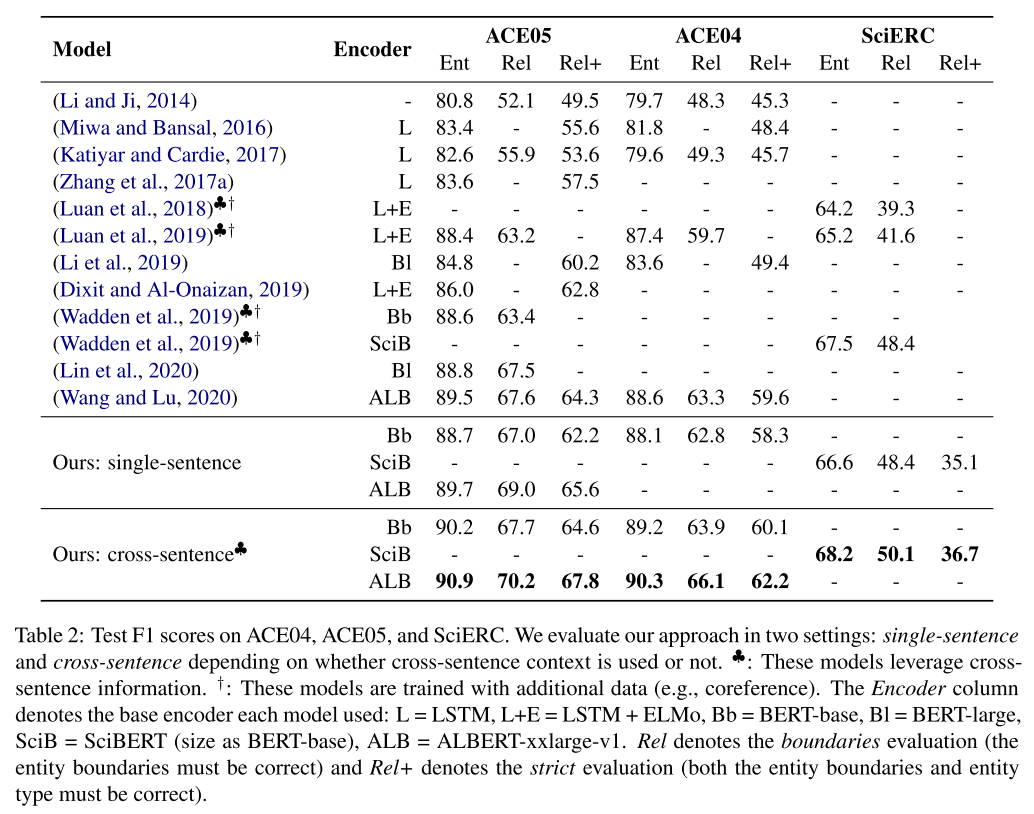 Model Encoder ACE05 ACE04 SciERC
Ent Rel Rel+ Ent Rel Rel+ Ent Rel Rel+
(Li and Ji, 2014) - 80.8 52.1 49.5 79.7 48.3 45.3 - - -
(Miwa and Bansal, 2016) L 83.4 - 55.6 81.8 - 48.4 - - -
(Katiyar and Cardie, 2017) L 82.6 55.9 53.6 79.6 49.3 45.7 - - -
(Zhang et al., 2017a) L 83.6 - 57.5 - - - - - -
(Luan et al., 2018)♣† L+E - - - - - - 64.2 39.3 -
(Luan et al., 2019)♣† L+E 88.4 63.2 - 87.4 59.7 - 65.2 41.6 -
(Li et al., 2019) Bl 84.8 - 60.2 83.6 - 49.4 - - -
(Dixit and Al-Onaizan, 2019) L+E 86.0 - 62.8 - - - - - -
(Wadden et al., 2019)♣† Bb 88.6 63.4 - - - - - - -
(Wadden et al., 2019)♣† SciB - - - - - - 67.5 48.4 -
(Lin et al., 2020) Bl 88.8 67.5 - - - - - - -
(Wang and Lu, 2020) ALB 89.5 67.6 64.3 88.6 63.3 59.6 - - -
Bb 88.7 67.0 62.2 88.1 62.8 58.3 - - -
Ours: single-sentence SciB - - - - - - 66.6 48.4 35.1
ALB 89.7 69.0 65.6 - - - - - -
Bb 90.2 67.7 64.6 89.2 63.9 60.1 - - -
Ours: cross-sentence♣ SciB - - - - - - 68.2 50.1 36.7
ALB 90.9 70.2 67.8 90.3 66.1 62.2 - - -
Table 2: Test F1 scores on ACE04, ACE05, and SciERC. We evaluate our approach in two settings: single-sentence
and cross-sentence depending on whether cross-sentence context is used or not. ♣: These models leverage cross-
sentence information. †: These models are trained with additional data (e.g., coreference). The Encoder column
denotes the base encoder each model used: L = LSTM, L+E = LSTM + ELMo, Bb = BERT-base, Bl = BERT-large,
SciB = SciBERT (size as BERT-base), ALB = ALBERT-xxlarge-v1. Rel denotes the boundaries evaluation (the
entity boundaries must be correct) and Rel+ denotes the strict evaluation (both the entity boundaries and entity
type must be correct).